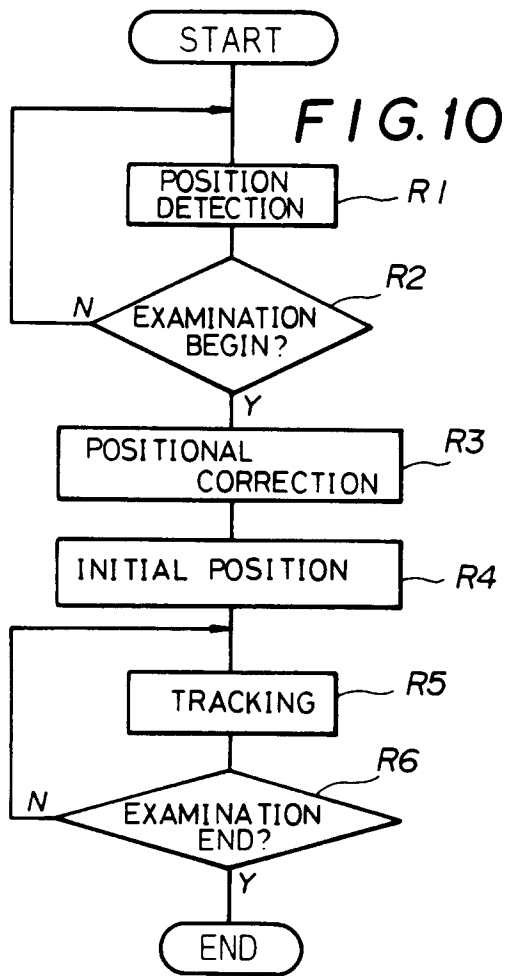 START
FIG. 10
POSITION
DETECTION
R1
R2
N
EXAMINATION
BEGIN?
Y
POSITIONAL
CORRECTION
R3
INITIAL POSITION
R4
TRACKING
R5
R6
N
EXAMINATION
END?
Y
END